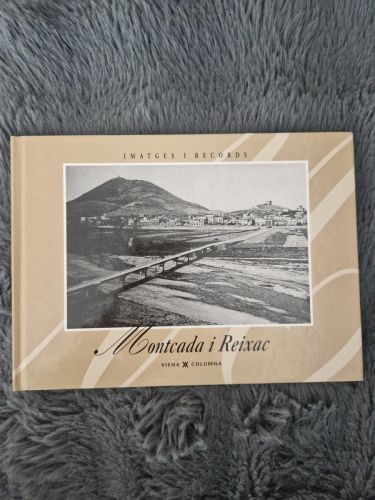 IMATGES I RECORDS
Montcada i Reixac
VIENA COLUMNA